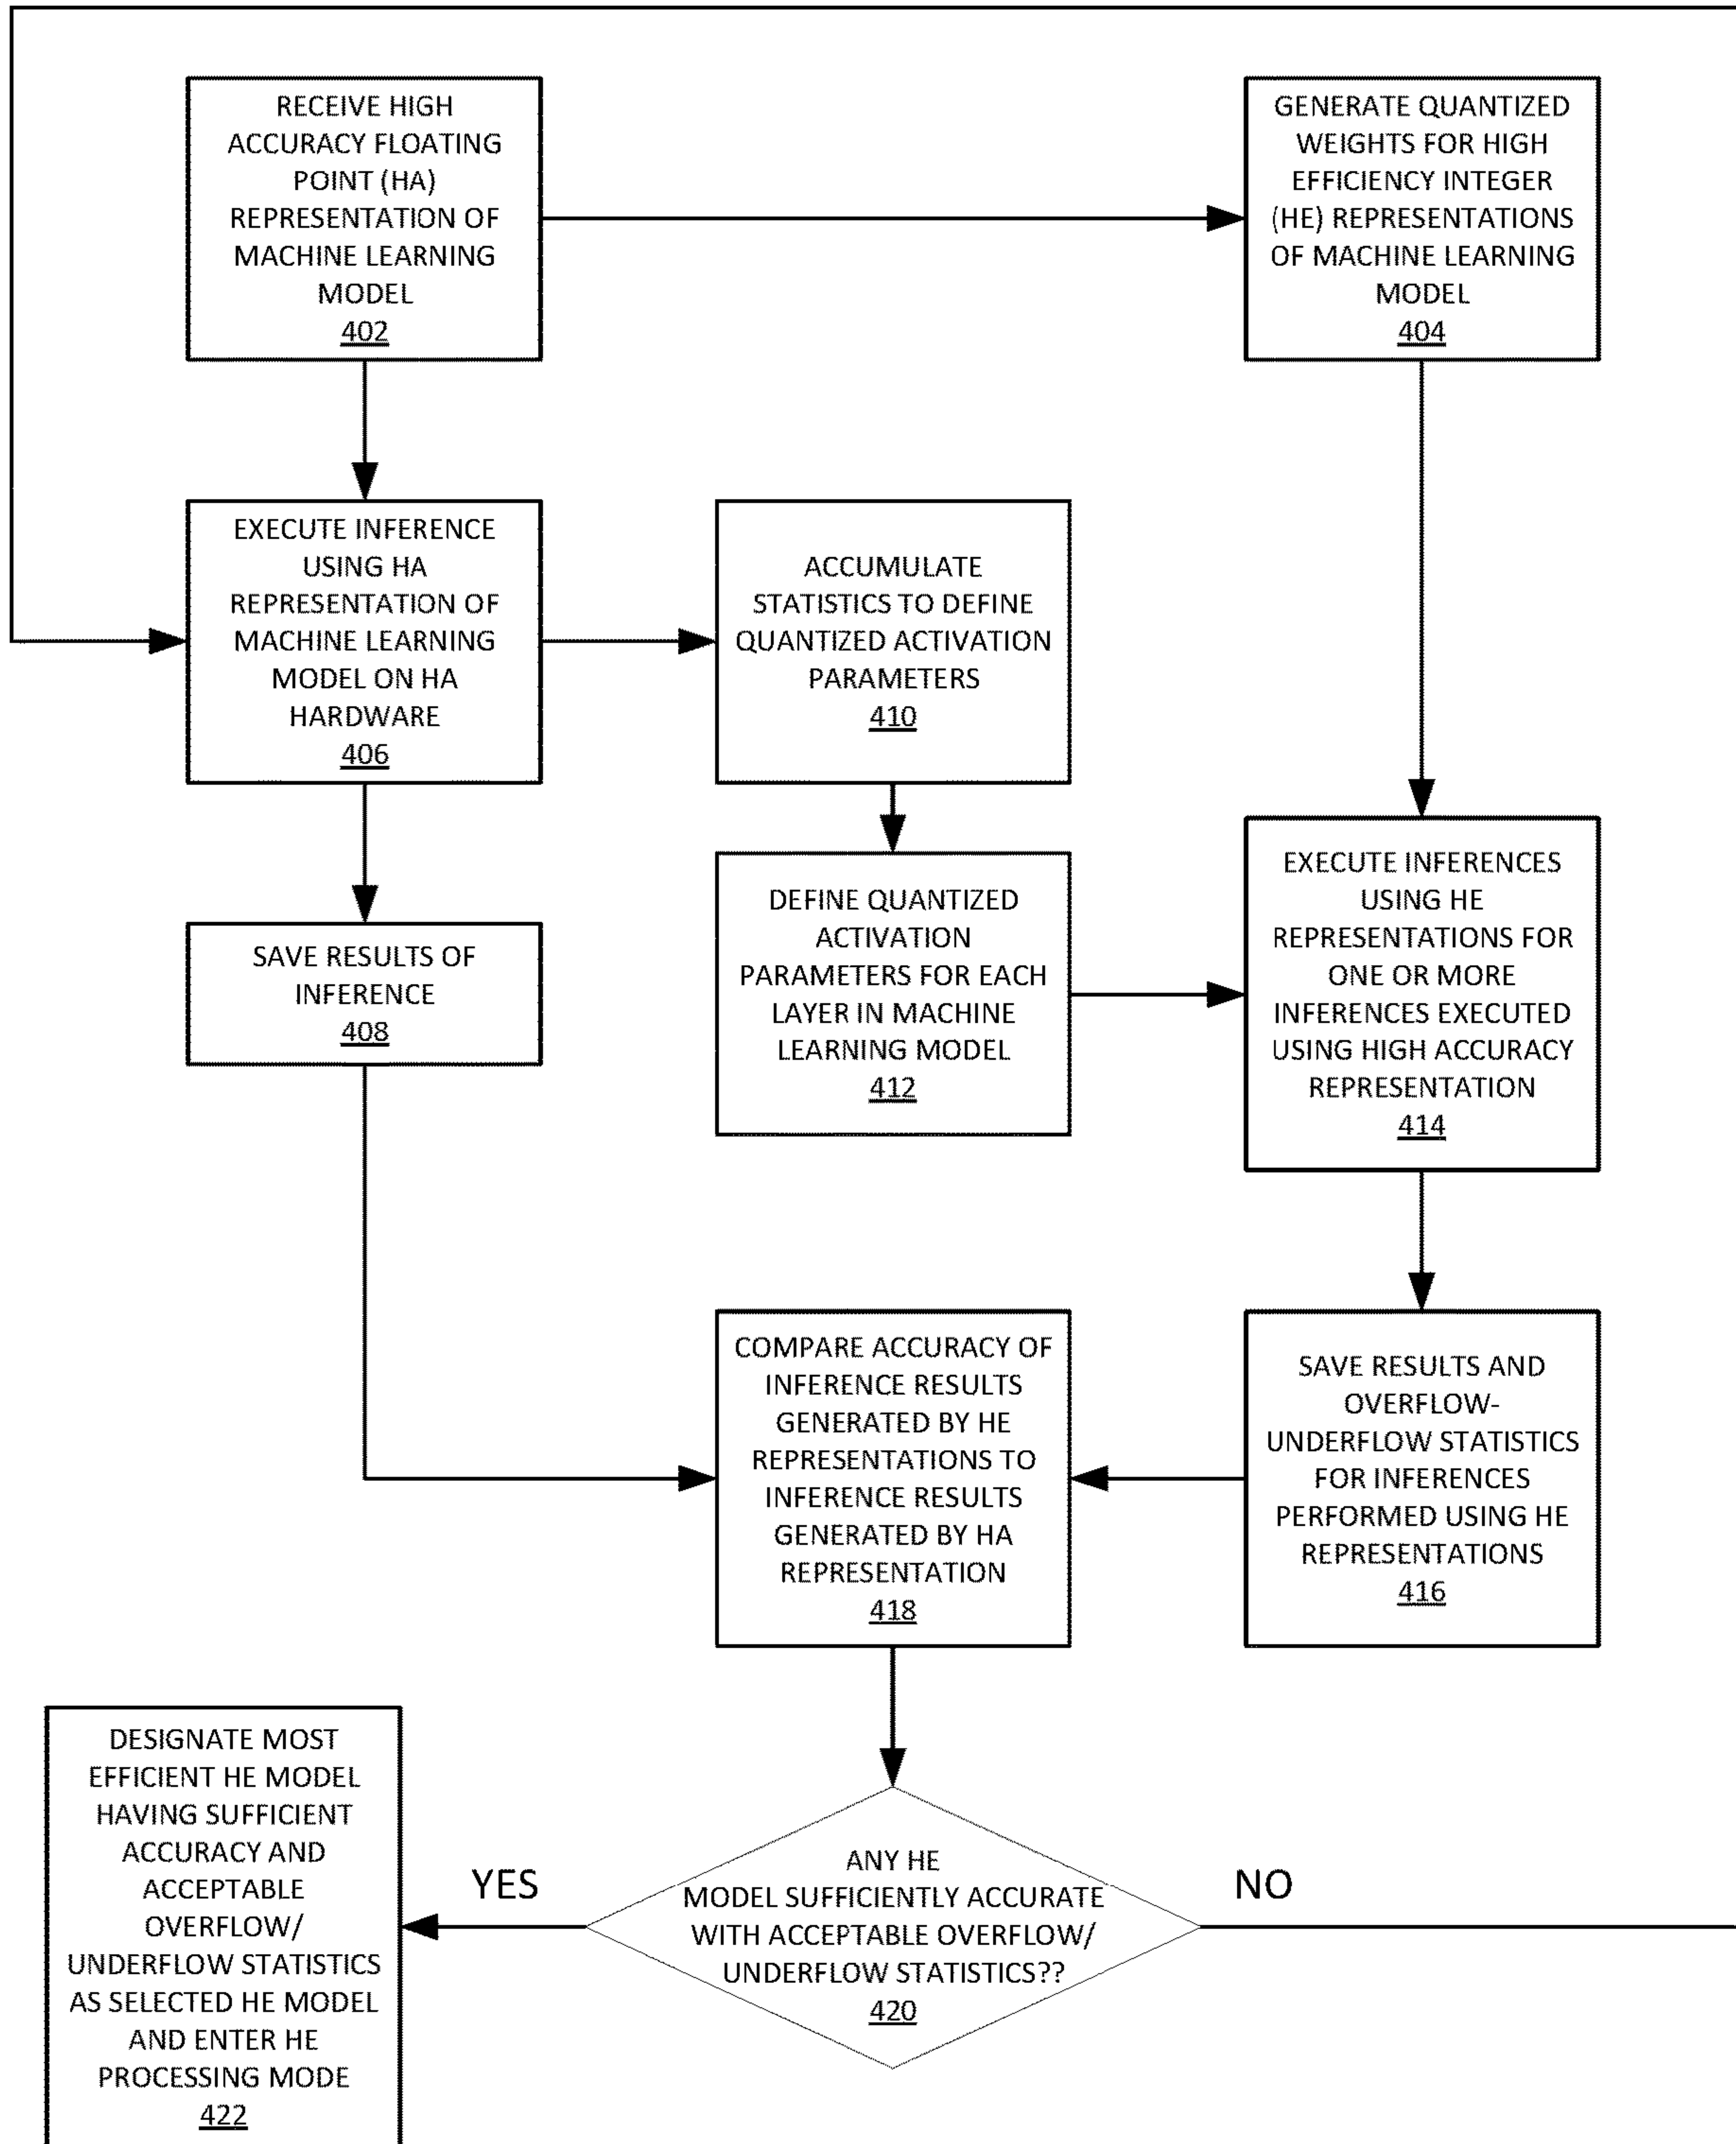 RECEIVE HIGH
ACCURACY FLOATING
POINT (HA)
REPRESENTATION OF
MACHINE LEARNING
MODEL
402
GENERATE QUANTIZED
WEIGHTS FOR HIGH
EFFICIENCY INTEGER
(HE) REPRESENTATIONS
OF MACHINE LEARNING
MODEL
404
EXECUTE INFERENCE
USING HA
REPRESENTATION OF
MACHINE LEARNING
MODEL ON HA
HARDWARE
406
ACCUMULATE
STATISTICS TO DEFINE
QUANTIZED ACTIVATION
PARAMETERS
410
SAVE RESULTS OF
INFERENCE
408
DEFINE QUANTIZED
ACTIVATION
PARAMETERS FOR EACH
LAYER IN MACHINE
LEARNING MODEL
412
EXECUTE INFERENCES
USING HE
REPRESENTATIONS FOR
ONE OR MORE
INFERENCES EXECUTED
USING HIGH ACCURACY
REPRESENTATION
414
COMPARE ACCURACY OF
INFERENCE RESULTS
GENERATED BY HE
REPRESENTATIONS TO
INFERENCE RESULTS
GENERATED BY HA
REPRESENTATION
418
SAVE RESULTS AND
OVERFLOW-
UNDERFLOW STATISTICS
FOR INFERENCES
PERFORMED USING HE
REPRESENTATIONS
416
DESIGNATE MOST
EFFICIENT HE MODEL
HAVING SUFFICIENT
ACCURACY AND
ACCEPTABLE
OVERFLOW/
UNDERFLOW STATISTICS
AS SELECTED HE MODEL
AND ENTER HE
PROCESSING MODE
422
YES
ANY HE
MODEL SUFFICIENTLY ACCURATE
WITH ACCEPTABLE OVERFLOW/
UNDERFLOW STATISTICS??
420
NO